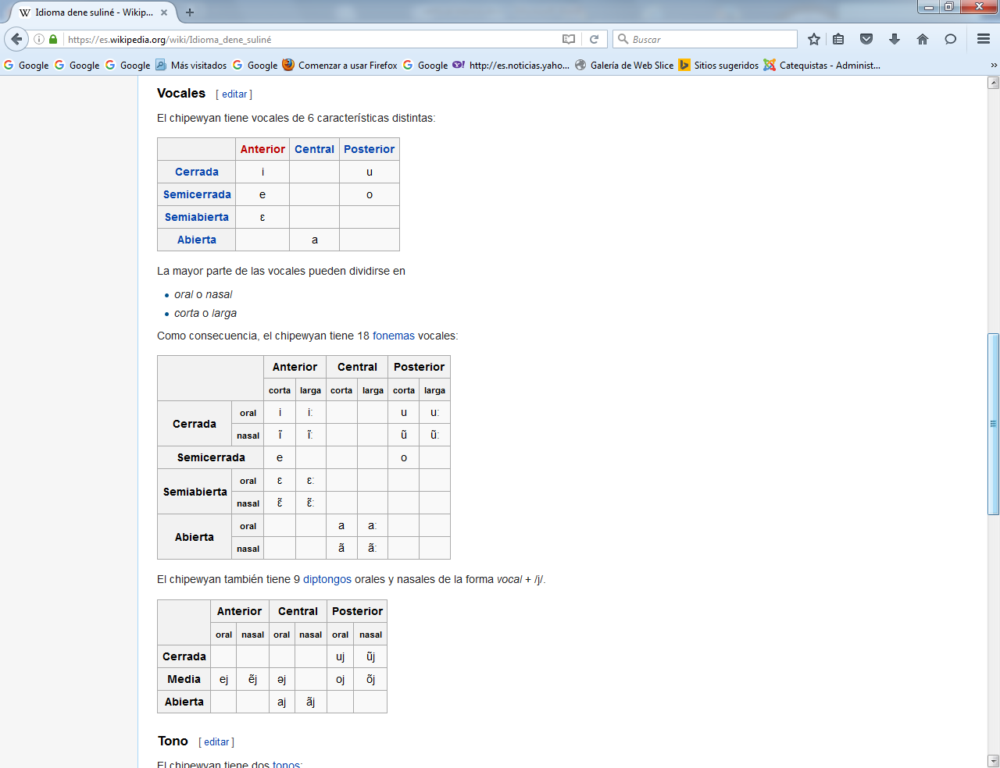 Idioma dene suliné - Wikip...
https://es.wikipedia.org/wiki/Idioma_dene_suliné
Buscar
Google Google Google Más visitados Google Comenzar a usar Firefox Google http://es.noticias.yaho... Galería de Web Slice Sitios sugeridos Catequistas - Administ...
Vocales [ editar ]
El chipewyan tiene vocales de 6 características distintas:
Anterior Central Posterior
Cerrada i u
Semicerrada e o
Semiabierta ɛ
Abierta a
La mayor parte de las vocales pueden dividirse en
oral o nasal
corta o larga
Como consecuencia, el chipewyan tiene 18 fonemas vocales:
Anterior Central Posterior
corta larga corta larga corta larga
Cerrada oral i iː u uː
nasal ĩ ĩː ũ ũː
Semicerrada e o
Semiabierta oral ɛ ɛː
nasal ɛ̃ ɛ̃ː
Abierta oral a aː
nasal ã ãː
El chipewyan también tiene 9 diptongos orales y nasales de la forma vocal + /j/.
Anterior Central Posterior
oral nasal oral nasal oral nasal
Cerrada uj ũj
Media ej ẽj əj oj õj
Abierta aj ãj
Tono [ editar ]
El chipewyan tiene dos tonos: